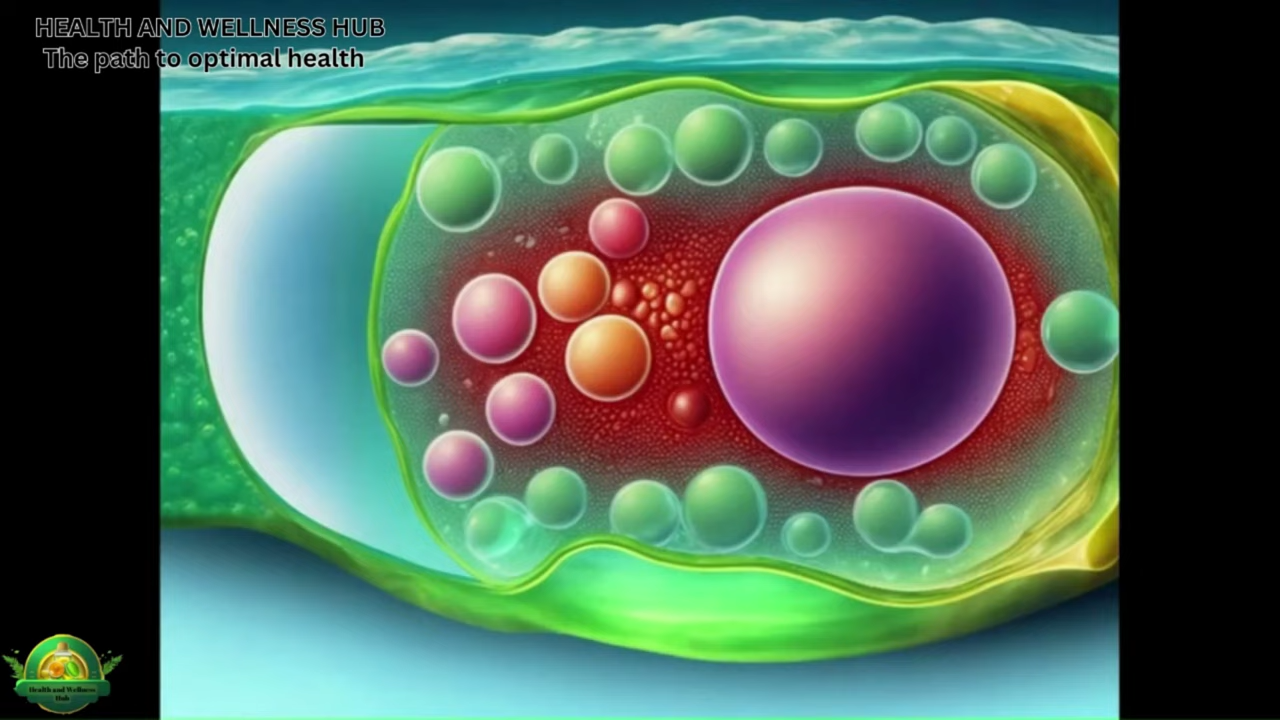 HEALTH AND WELLNESS HUB
The path to optimal health
Health and Wellness
Hub